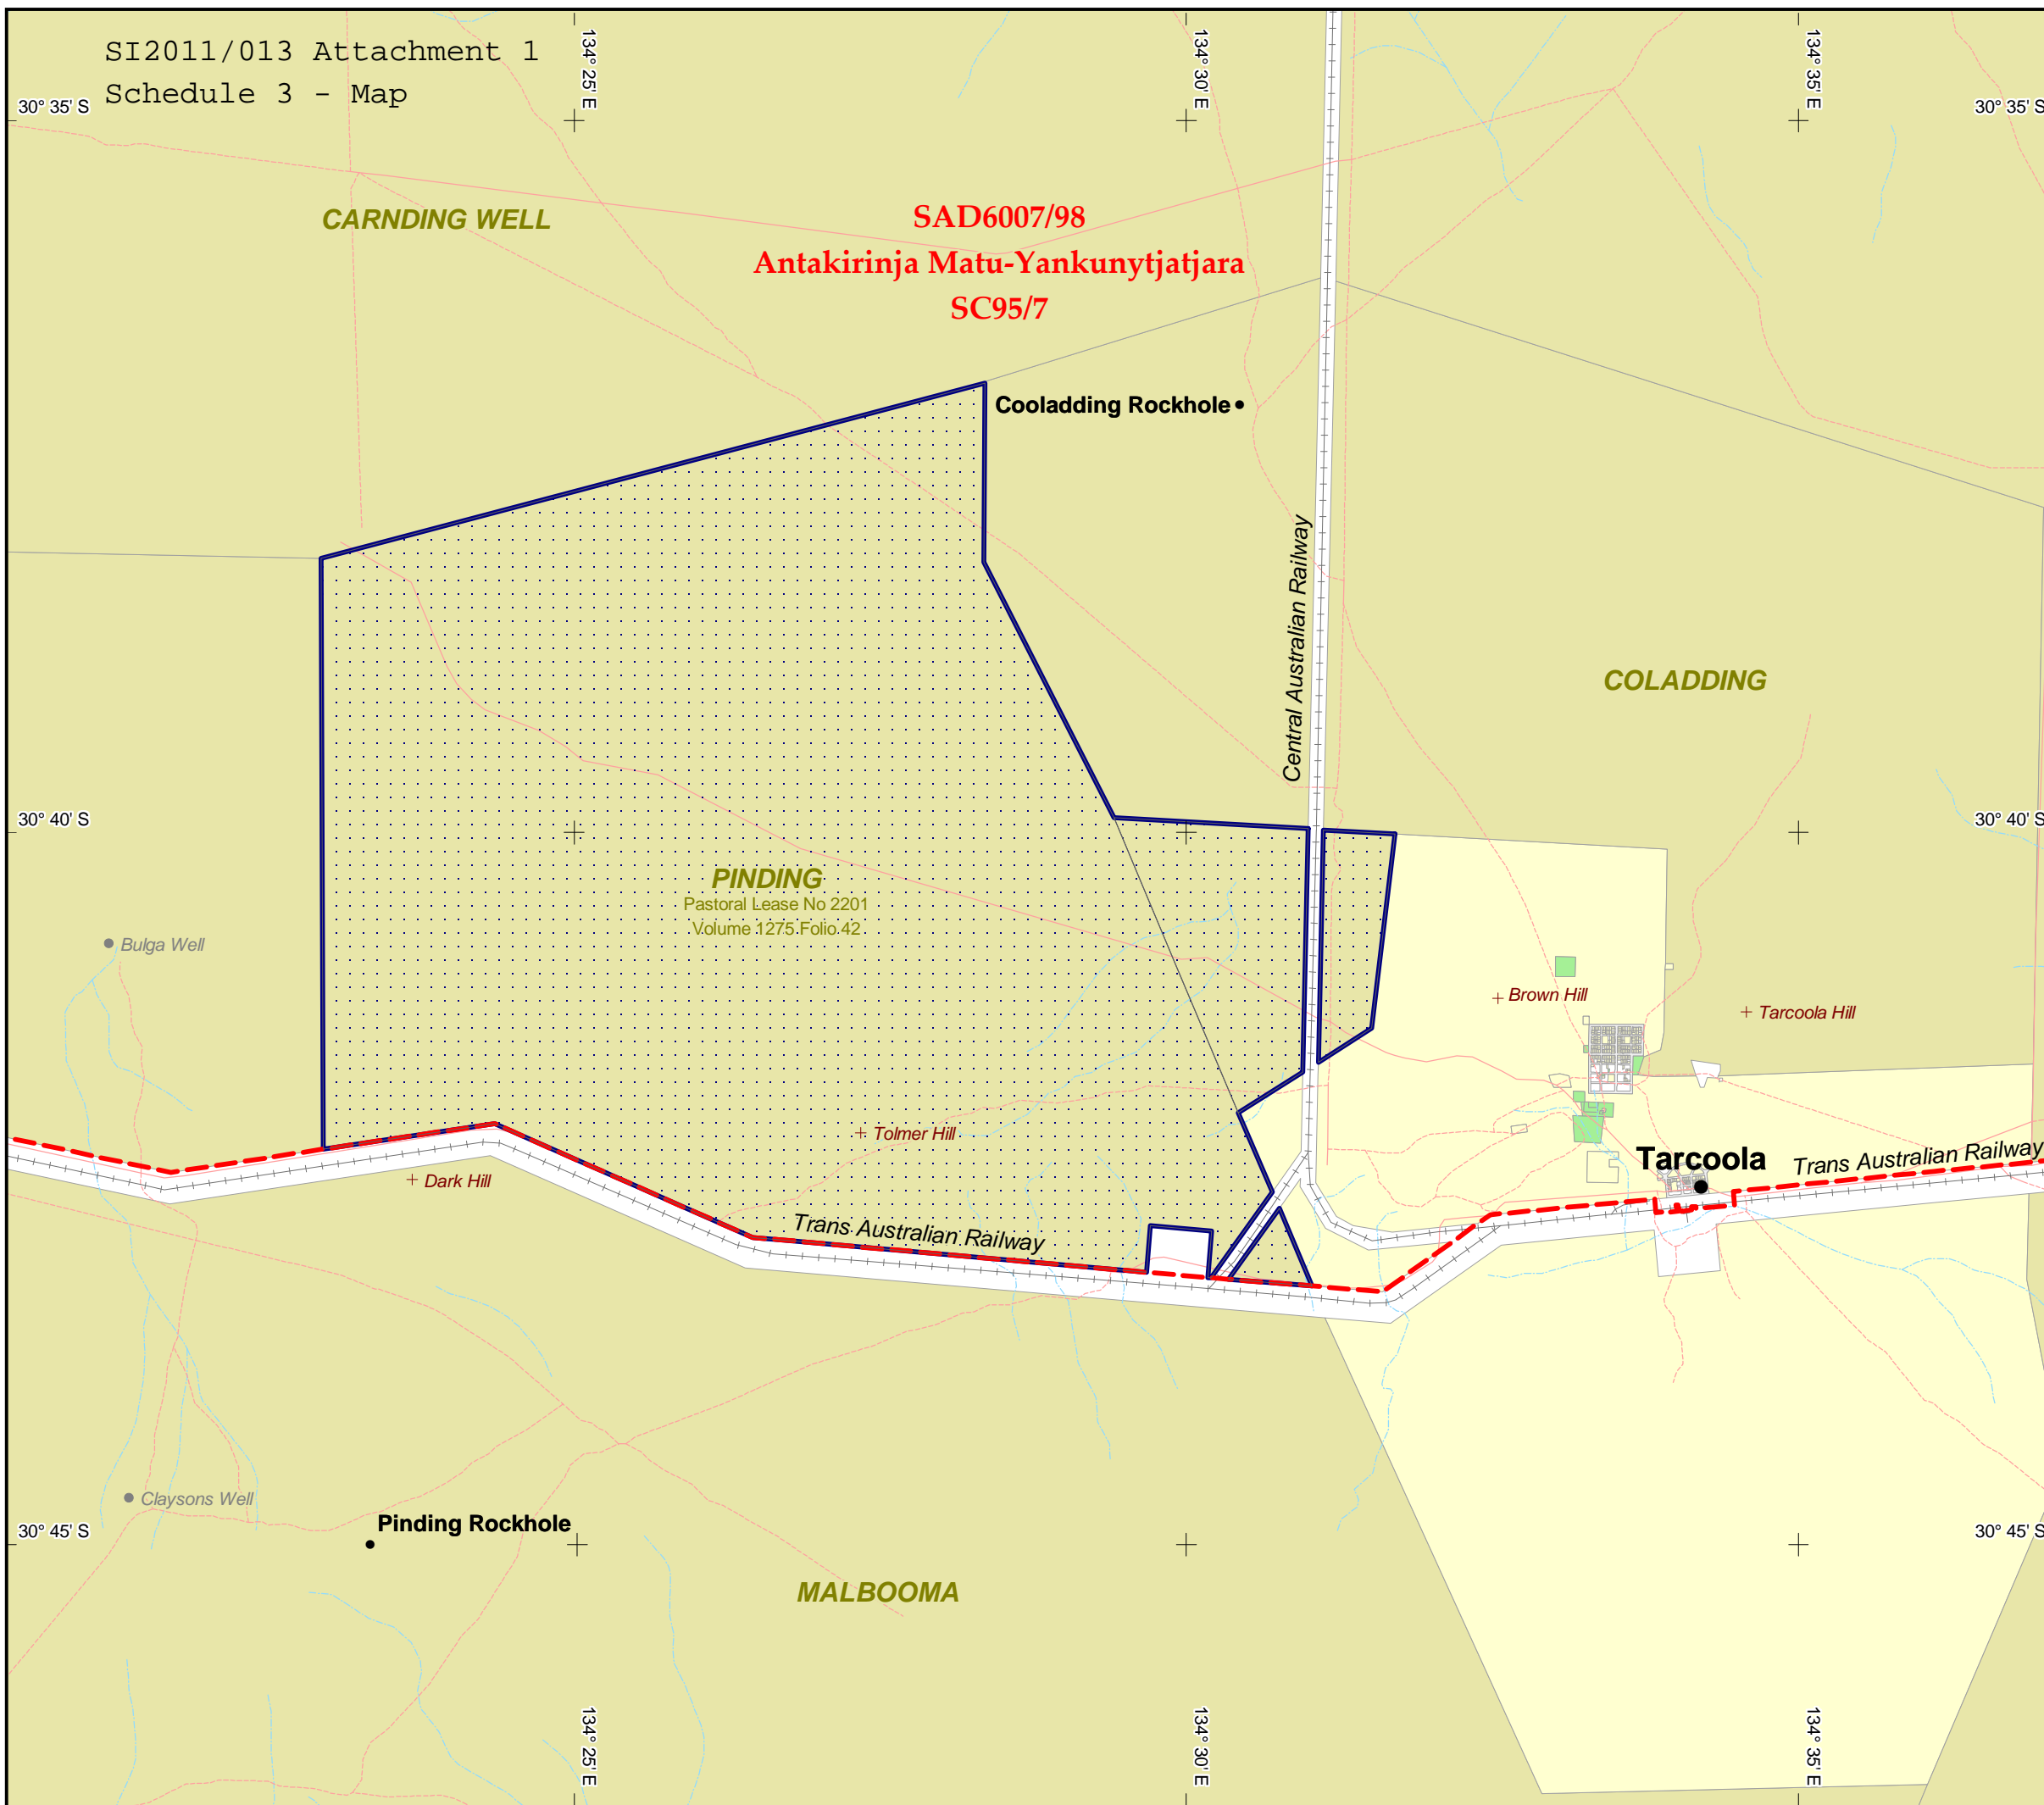 SI2011/013 Attachment 1
Schedule 3 - Map
134° 25' E
134° 30' E
134° 35' E
30° 35' S
30° 35' S
CARNDING WELL
SAD6007/98
Antakirinja Matu-Yankunytjatjara
SC95/7
Cooladding Rockhole
Central Australian Railway
COLADDING
30° 40' S
30° 40' S
PINDING
Pastoral Lease No 2201
Volume 1275 Folio 42
Bulga Well
Brown Hill
Tarcoola Hill
Tolmer Hill
Dark Hill
Tarcoola
Trans Australian Railway
Trans Australian Railway
Claysons Well
Pinding Rockhole
30° 45' S
30° 45' S
MALBOOMA
134° 25' E
134° 30' E
134° 35' E